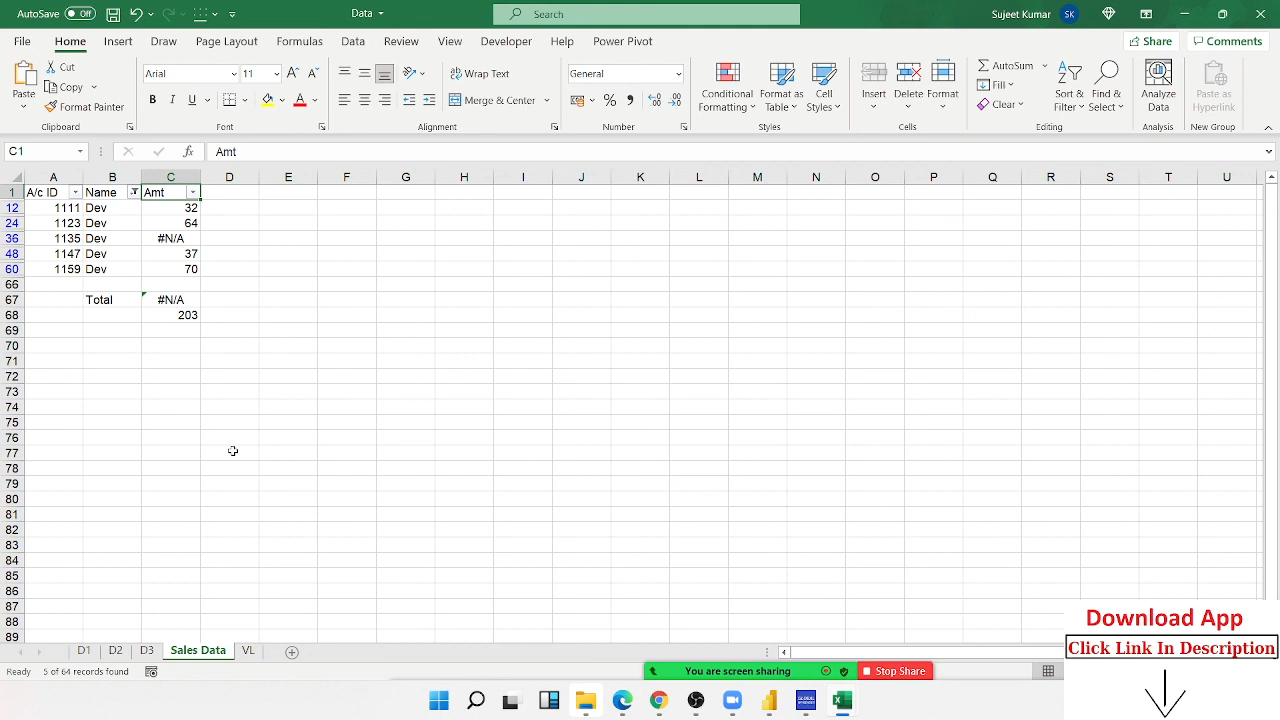 AutoSave Off Data Search Sujeet Kumar SK
File Home Insert Draw Page Layout Formulas Data Review View Developer Help Power Pivot Share Comments
Paste Cut Copy Format Painter Clipboard
Arial 11 B I U A Font
Wrap Text Merge & Center Alignment
General % Number
Conditional Formatting Format as Table Cell Styles Styles
Insert Delete Format Cells
AutoSum Fill Clear Sort & Filter Find & Select Editing
Analyze Data Analysis
Paste as Hyperlink New Group
C1 fx Amt
A B C D E F G H I J K L M N O P Q R S T U
1 A/c ID Name Amt
12 1111 Dev 32
24 1123 Dev 64
36 1135 Dev #N/A
48 1147 Dev 37
60 1159 Dev 70
66
67 Total #N/A
68 203
69
70
71
72
73
74
75
76
77
78
79
80
81
82
83
84
85
86
87
88
89
Download App
Click Link In Description
D1 D2 D3 Sales Data VL
Ready 5 of 64 records found You are screen sharing Stop Share